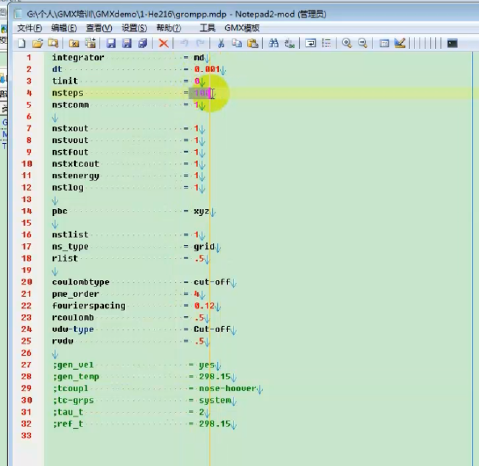 G:\个人\GMX培训\GMXdemo\1-He216\grompp.mdp - Notepad2-mod (管理员)
文件(F) 编辑(E) 查看(V) 设置(S) 帮助(?) 工具 GMX模板
1 integrator = md
2 dt = 0.001
3 tinit = 0
4 nsteps = 100
5 nstcomm = 1
6
7 nstxout = 1
8 nstvout = 1
9 nstfout = 1
10 nstxtcout = 1
11 nstenergy = 1
12 nstlog = 1
13
14 pbc = xyz
15
16 nstlist = 1
17 ns_type = grid
18 rlist = .5
19
20 coulombtype = cut-off
21 pme_order = 4
22 fourierspacing = 0.12
23 rcoulomb = .5
24 vdw-type = Cut-off
25 rvdw = .5
26
27 ;gen_vel = yes
28 ;gen_temp = 298.15
29 ;tcoupl = nose-hoover
30 ;tc-grps = system
31 ;tau_t = 2
32 ;ref_t = 298.15
33